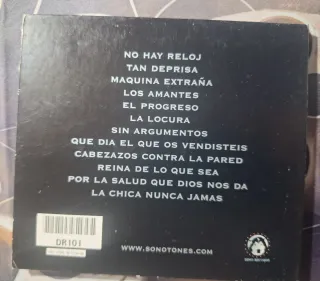 NO HAY RELOJ
TAN DEPRISA
MAQUINA EXTRAÑA
LOS AMANTES
EL PROGRESO
LA LOCURA
SIN ARGUMENTOS
QUE DIA EL QUE OS VENDISTEIS
CABEZAZOS CONTRA LA PARED
REINA DE LO QUE SEA
POR LA SALUD QUE DIOS NOS DA
LA CHICA NUNCA JAMAS
DR101
WWW.SONOTONES.COM